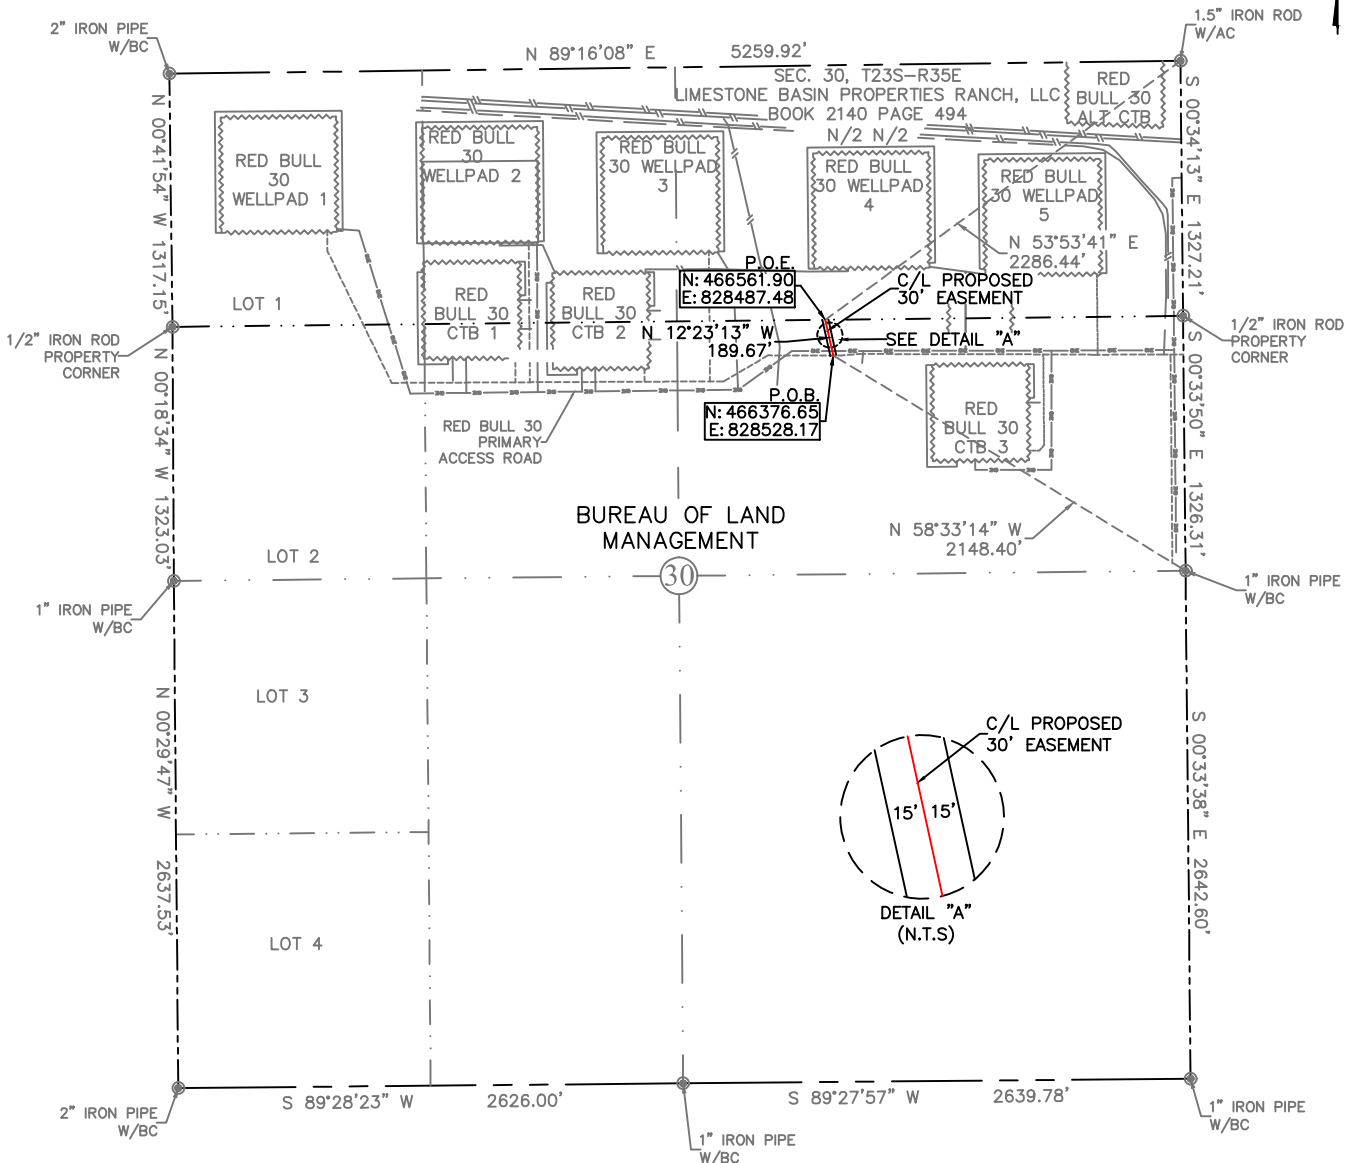 2" IRON PIPE
W/BC
N 89°16'08" E 5259.92'
1.5" IRON ROD
W/AC
SEC. 30, T23S-R35E
LIMESTONE BASIN PROPERTIES RANCH, LLC
BOOK 2140 PAGE 494
N/2 N/2
RED
BULL 30
ALT CTB
N 00°41'54" W 1317.15'
S 00°34'13" E 1327.21'
RED BULL
30
WELLPAD 1
RED BULL
30
WELLPAD 2
RED BULL
30 WELLPAD
3
RED BULL
30 WELLPAD
4
RED BULL
30 WELLPAD
5
N 53°53'41" E
2286.44'
P.O.E.
N: 466561.90
E: 828487.48
C/L PROPOSED
30' EASEMENT
LOT 1
RED
BULL 30
CTB 1
RED
BULL 30
CTB 2
N 12°23'13" W
189.67'
SEE DETAIL "A"
1/2" IRON ROD
PROPERTY
CORNER
1/2" IRON ROD
PROPERTY
CORNER
N 00°18'34" W 1323.03'
S 00°33'50" E 1326.31'
P.O.B.
N: 466376.65
E: 828528.17
RED BULL 30
PRIMARY
ACCESS ROAD
RED
BULL 30
CTB 3
BUREAU OF LAND
MANAGEMENT
N 58°33'14" W
2148.40'
LOT 2
30
1" IRON PIPE
W/BC
1" IRON PIPE
W/BC
LOT 3
N 00°29'47" W 2637.53'
S 00°33'38" E 2642.60'
C/L PROPOSED
30' EASEMENT
15' 15'
DETAIL "A"
(N.T.S)
LOT 4
2" IRON PIPE
W/BC
S 89°28'23" W 2626.00'
S 89°27'57" W 2639.78'
1" IRON PIPE
W/BC
1" IRON PIPE
W/BC